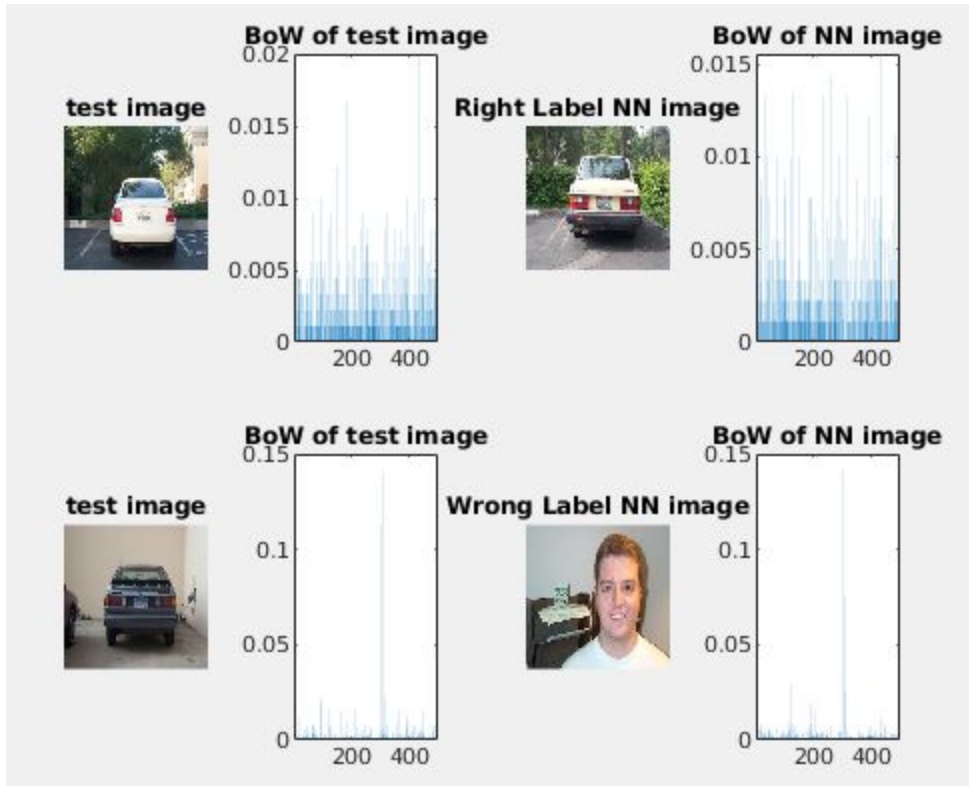 BoW of test image
BoW of NN image
0.02
0.015
0.01
0.005
0
200 400
test image
Right Label NN image
0.015
0.01
0.005
0
200 400
BoW of test image
BoW of NN image
0.15
0.1
0.05
0
200 400
test image
Wrong Label NN image
0.15
0.1
0.05
0
200 400